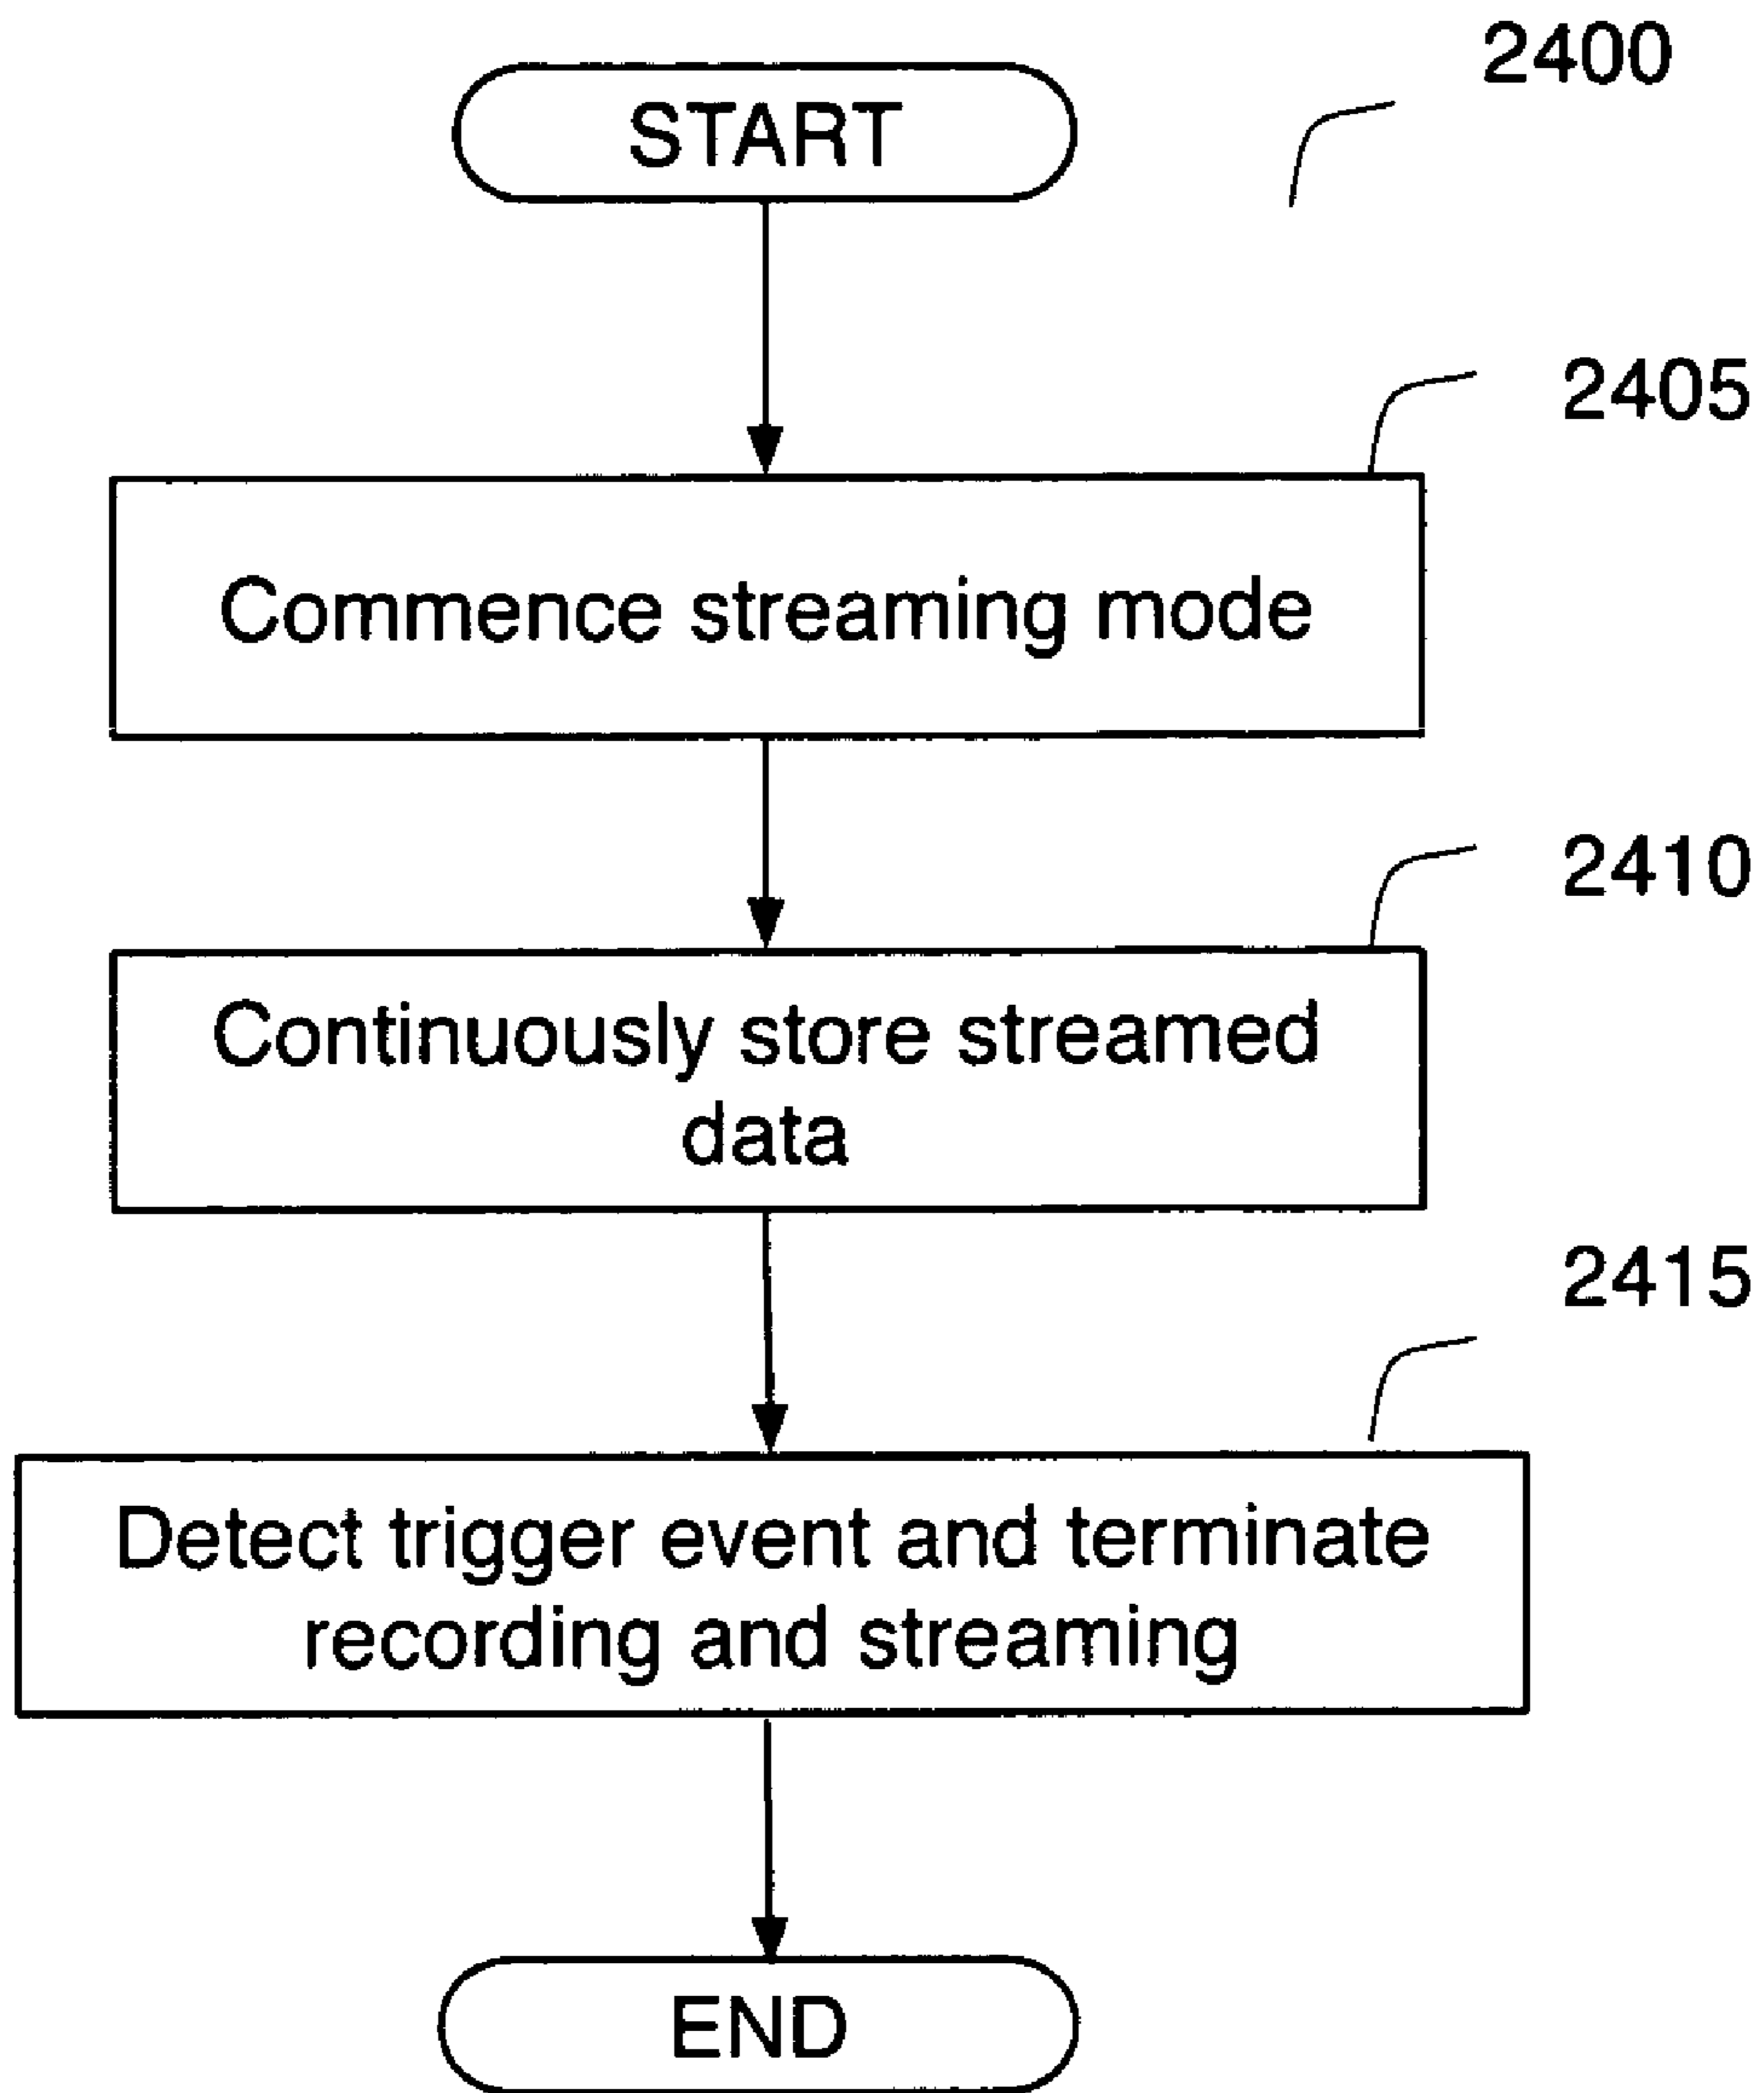 2400
START
2405
Commence streaming mode
2410
Continuously store streamed
data
2415
Detect trigger event and terminate
recording and streaming
END